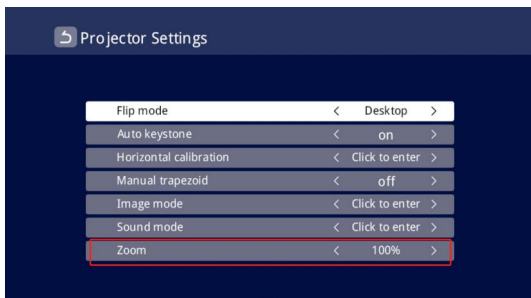 Projector Settings
Flip mode < Desktop >
Auto keystone < on >
Horizontal calibration < Click to enter >
Manual trapezoid < off >
Image mode < Click to enter >
Sound mode < Click to enter >
Zoom < 100% >